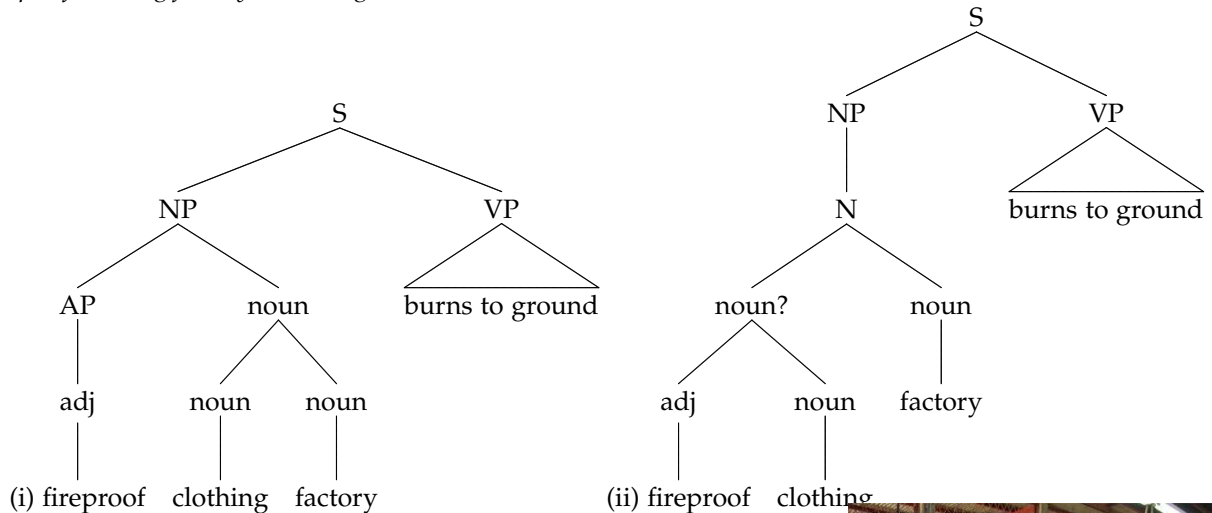 S
S
NP
VP
NP
VP
burns to ground
N
AP
noun
burns to ground
noun?
noun
adj
noun
noun
adj
noun
factory
(i) fireproof clothing factory
(ii) fireproof clothing